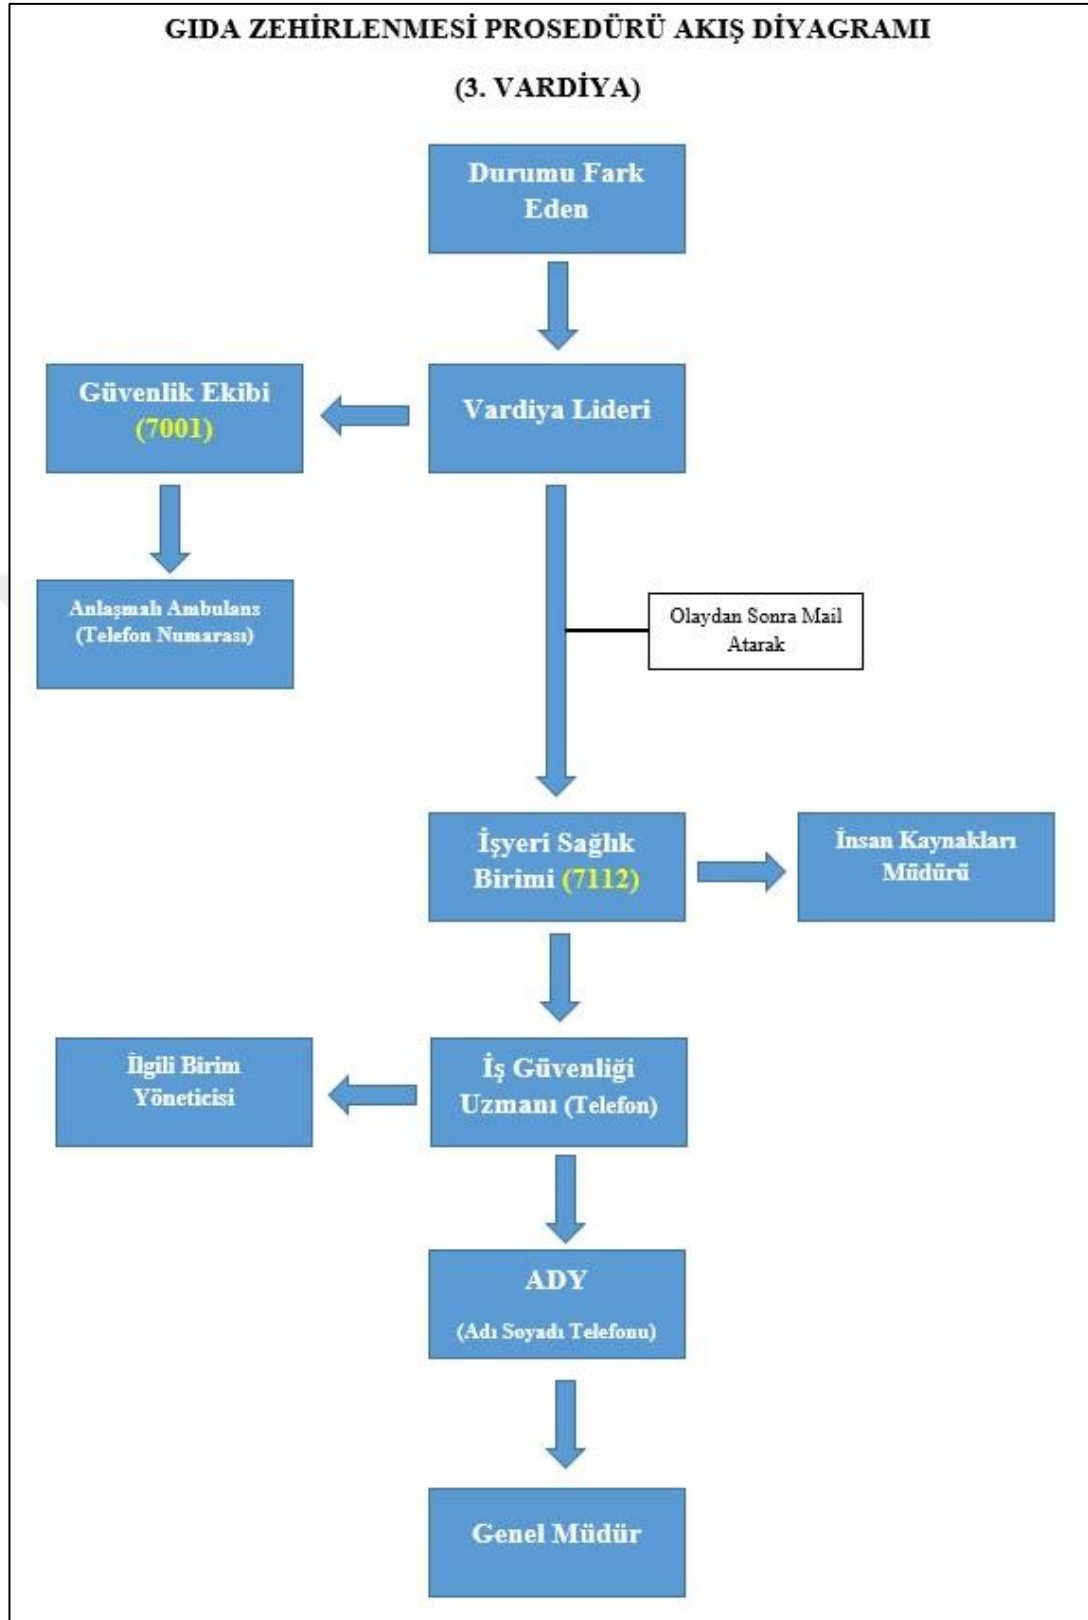 GIDA ZEHİRLENMESİ PROSEDÜRÜ AKIŞ DİYAGRAMI
(3. VARDİYA)
Durumu Fark
Eden
Güvenlik Ekibi
(7001)
Vardiya Lideri
Anlaşmalı Ambulans
(Telefon Numarası)
Olaydan Sonra Mail
Atarak
İşyeri Sağlık
Birimi (7112)
İnsan Kaynakları
Müdürü
İlgili Birim
Yöneticisi
İş Güvenliği
Uzmanı (Telefon)
ADY
(Adı Soyadı Telefonu)
Genel Müdür